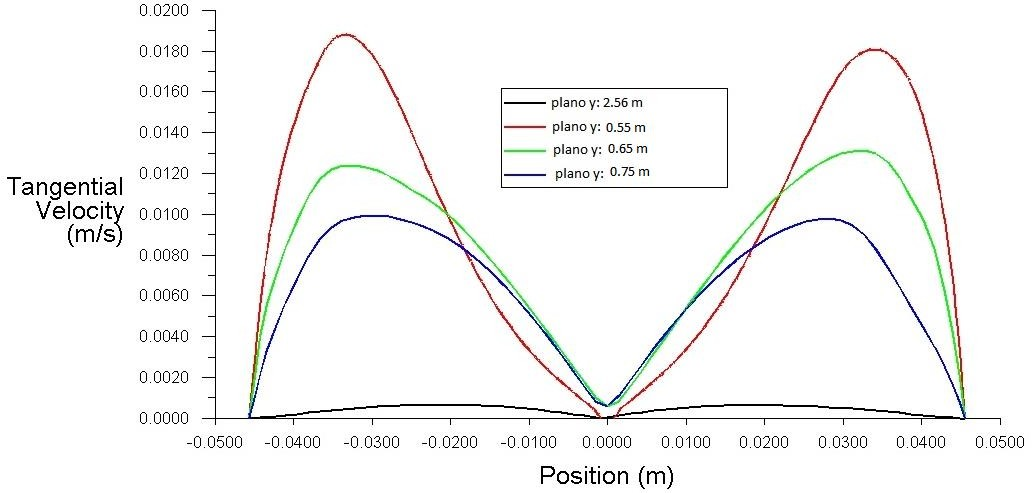 0.0200
0.0180
0.0160
0.0140
0.0120
0.0100
0.0080
0.0060
0.0040
0.0020
0.0000
Tangential
Velocity
(m/s)
plano y: 2.56 m
plano y: 0.55 m
plano y: 0.65 m
plano y: 0.75 m
-0.0500 -0.0400 -0.0300 -0.0200 -0.0100 0.0000 0.0100 0.0200 0.0300 0.0400 0.0500
Position (m)